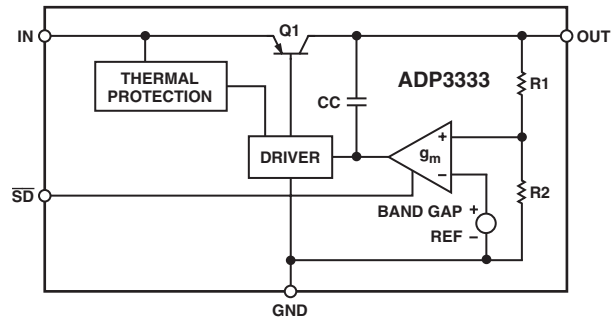 IN
Q1
OUT
THERMAL
PROTECTION
CC
ADP3333
R1
DRIVER
+
gm
−
SD
BAND GAP +
REF −
R2
GND